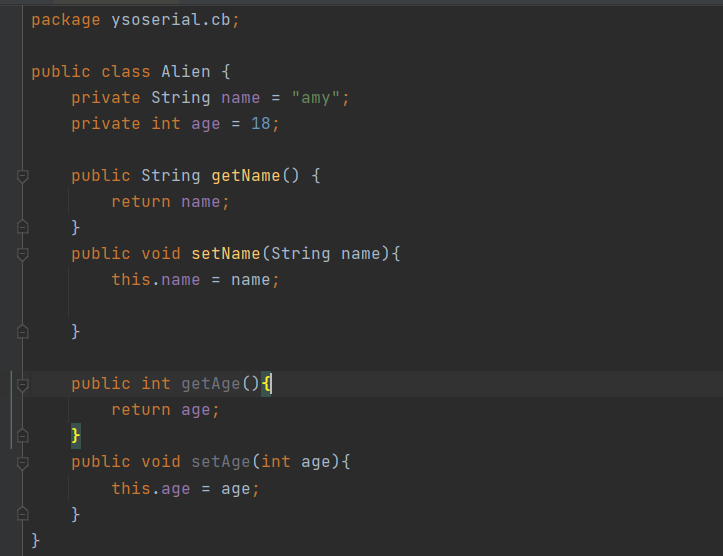 package ysoserial.cb;
public class Alien {
private String name = "amy";
private int age = 18;
public String getName() {
return name;
}
public void setName(String name){
this.name = name;
}
public int getAge(){
return age;
}
public void setAge(int age){
this.age = age;
}
}